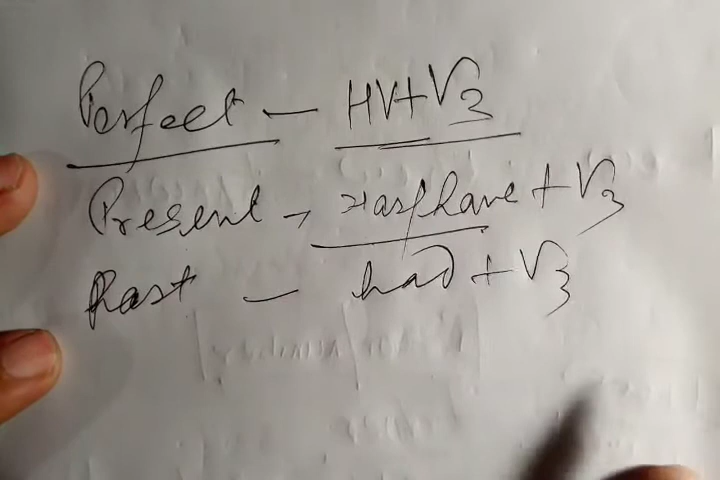 Perfect - HV+V3
Present → Has/have + V3
Past - had + V3